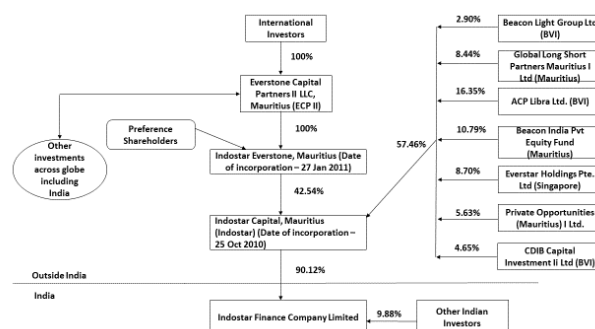 International
Investors
100%
Everstone Capital
Partners II LLC,
Mauritius (ECP II)
100%
Other
investments
across globe
including
India
Preference
Shareholders
Indostar Everstone, Mauritius (Date
of incorporation – 27 Jan 2011)
42.54%
Indostar Capital, Mauritius
(Indostar) (Date of incorporation –
25 Oct 2010)
90.12%
Outside India
India
Indostar Finance Company Limited
9.88%
Other Indian
Investors
57.46%
2.90%
Beacon Light Group Ltd
(BVI)
8.44%
Global Long Short
Partners Mauritius I
Ltd (Mauritius)
16.35%
ACP Libra Ltd. (BVI)
10.79%
Beacon India Pvt
Equity Fund
(Mauritius)
8.70%
Everstar Holdings Pte.
Ltd (Singapore)
5.63%
Private Opportunities
(Mauritius) I Ltd.
4.65%
CDIB Capital
Investment Ii Ltd (BVI)